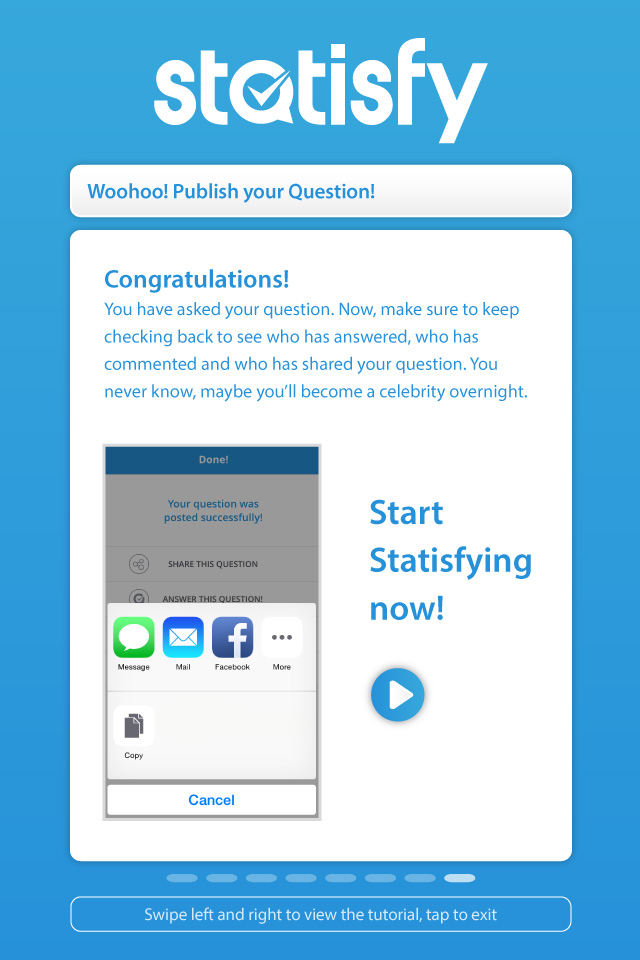 statisfy
Woohoo! Publish your Question!
Congratulations!
You have asked your question. Now, make sure to keep
checking back to see who has answered, who has
commented and who has shared your question. You
never know, maybe you'll become a celebrity overnight.
Done!
Your question was
posted successfully!
SHARE THIS QUESTION
ANSWER THIS QUESTION!
Message Mail Facebook More
Copy
Cancel
Start
Statisfying
now!
Swipe left and right to view the tutorial, tap to exit